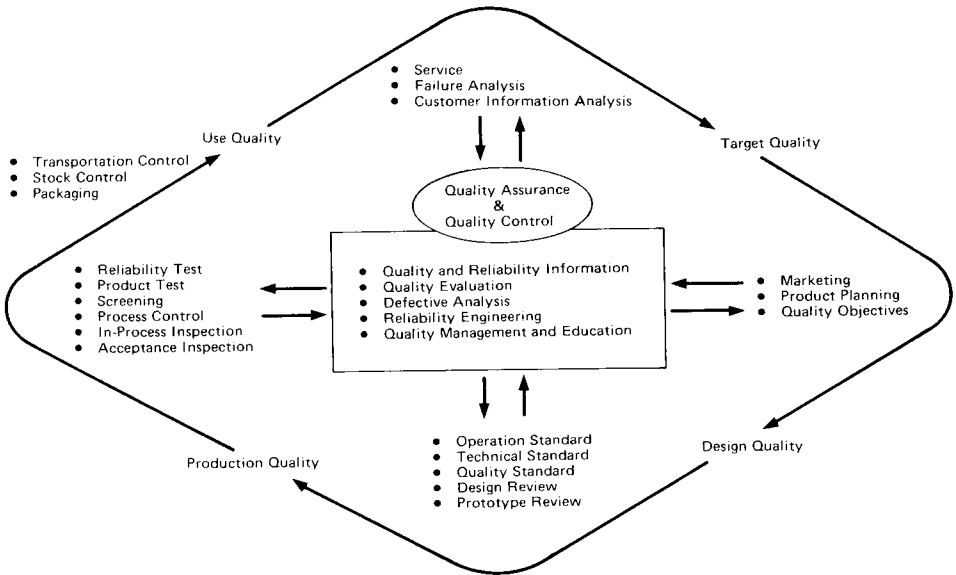 • Service
• Failure Analysis
• Customer Information Analysis
Use Quality
Target Quality
• Transportation Control
• Stock Control
• Packaging
Quality Assurance
&
Quality Control
• Reliability Test
• Product Test
• Screening
• Process Control
• In-Process Inspection
• Acceptance Inspection
• Quality and Reliability Information
• Quality Evaluation
• Defective Analysis
• Reliability Engineering
• Quality Management and Education
• Marketing
• Product Planning
• Quality Objectives
• Operation Standard
• Technical Standard
• Quality Standard
• Design Review
• Prototype Review
Design Quality
Production Quality